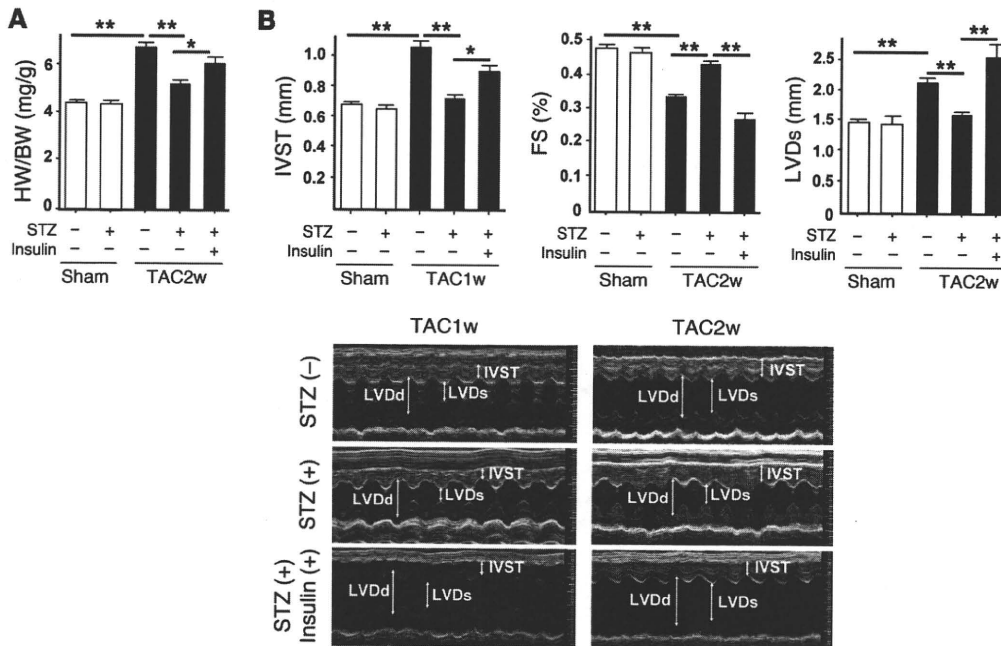 A
** **
*
HW/BW (mg/g)
6
4
2
0
STZ − + − + +
Insulin − − − − +
Sham TAC2w
B
** **
*
IVST (mm)
1.0
0.8
0.6
0.4
0.2
0
− + − + +
− − − − +
Sham TAC1w
**
** **
FS (%)
0.5
0.4
0.3
0.2
0.1
0
STZ − + − + +
Insulin − − − − +
Sham TAC2w
**
** **
LVDs (mm)
2.5
2.0
1.5
1.0
0.5
0
STZ − + − + +
Insulin − − − − +
Sham TAC2w
TAC1w TAC2w
STZ (−)
IVST
LVDd LVDs
IVST
LVDd LVDs
STZ (+)
IVST
LVDd LVDs
IVST
LVDd LVDs
STZ (+)
Insulin (+)
IVST
LVDd LVDs
IVST
LVDd LVDs